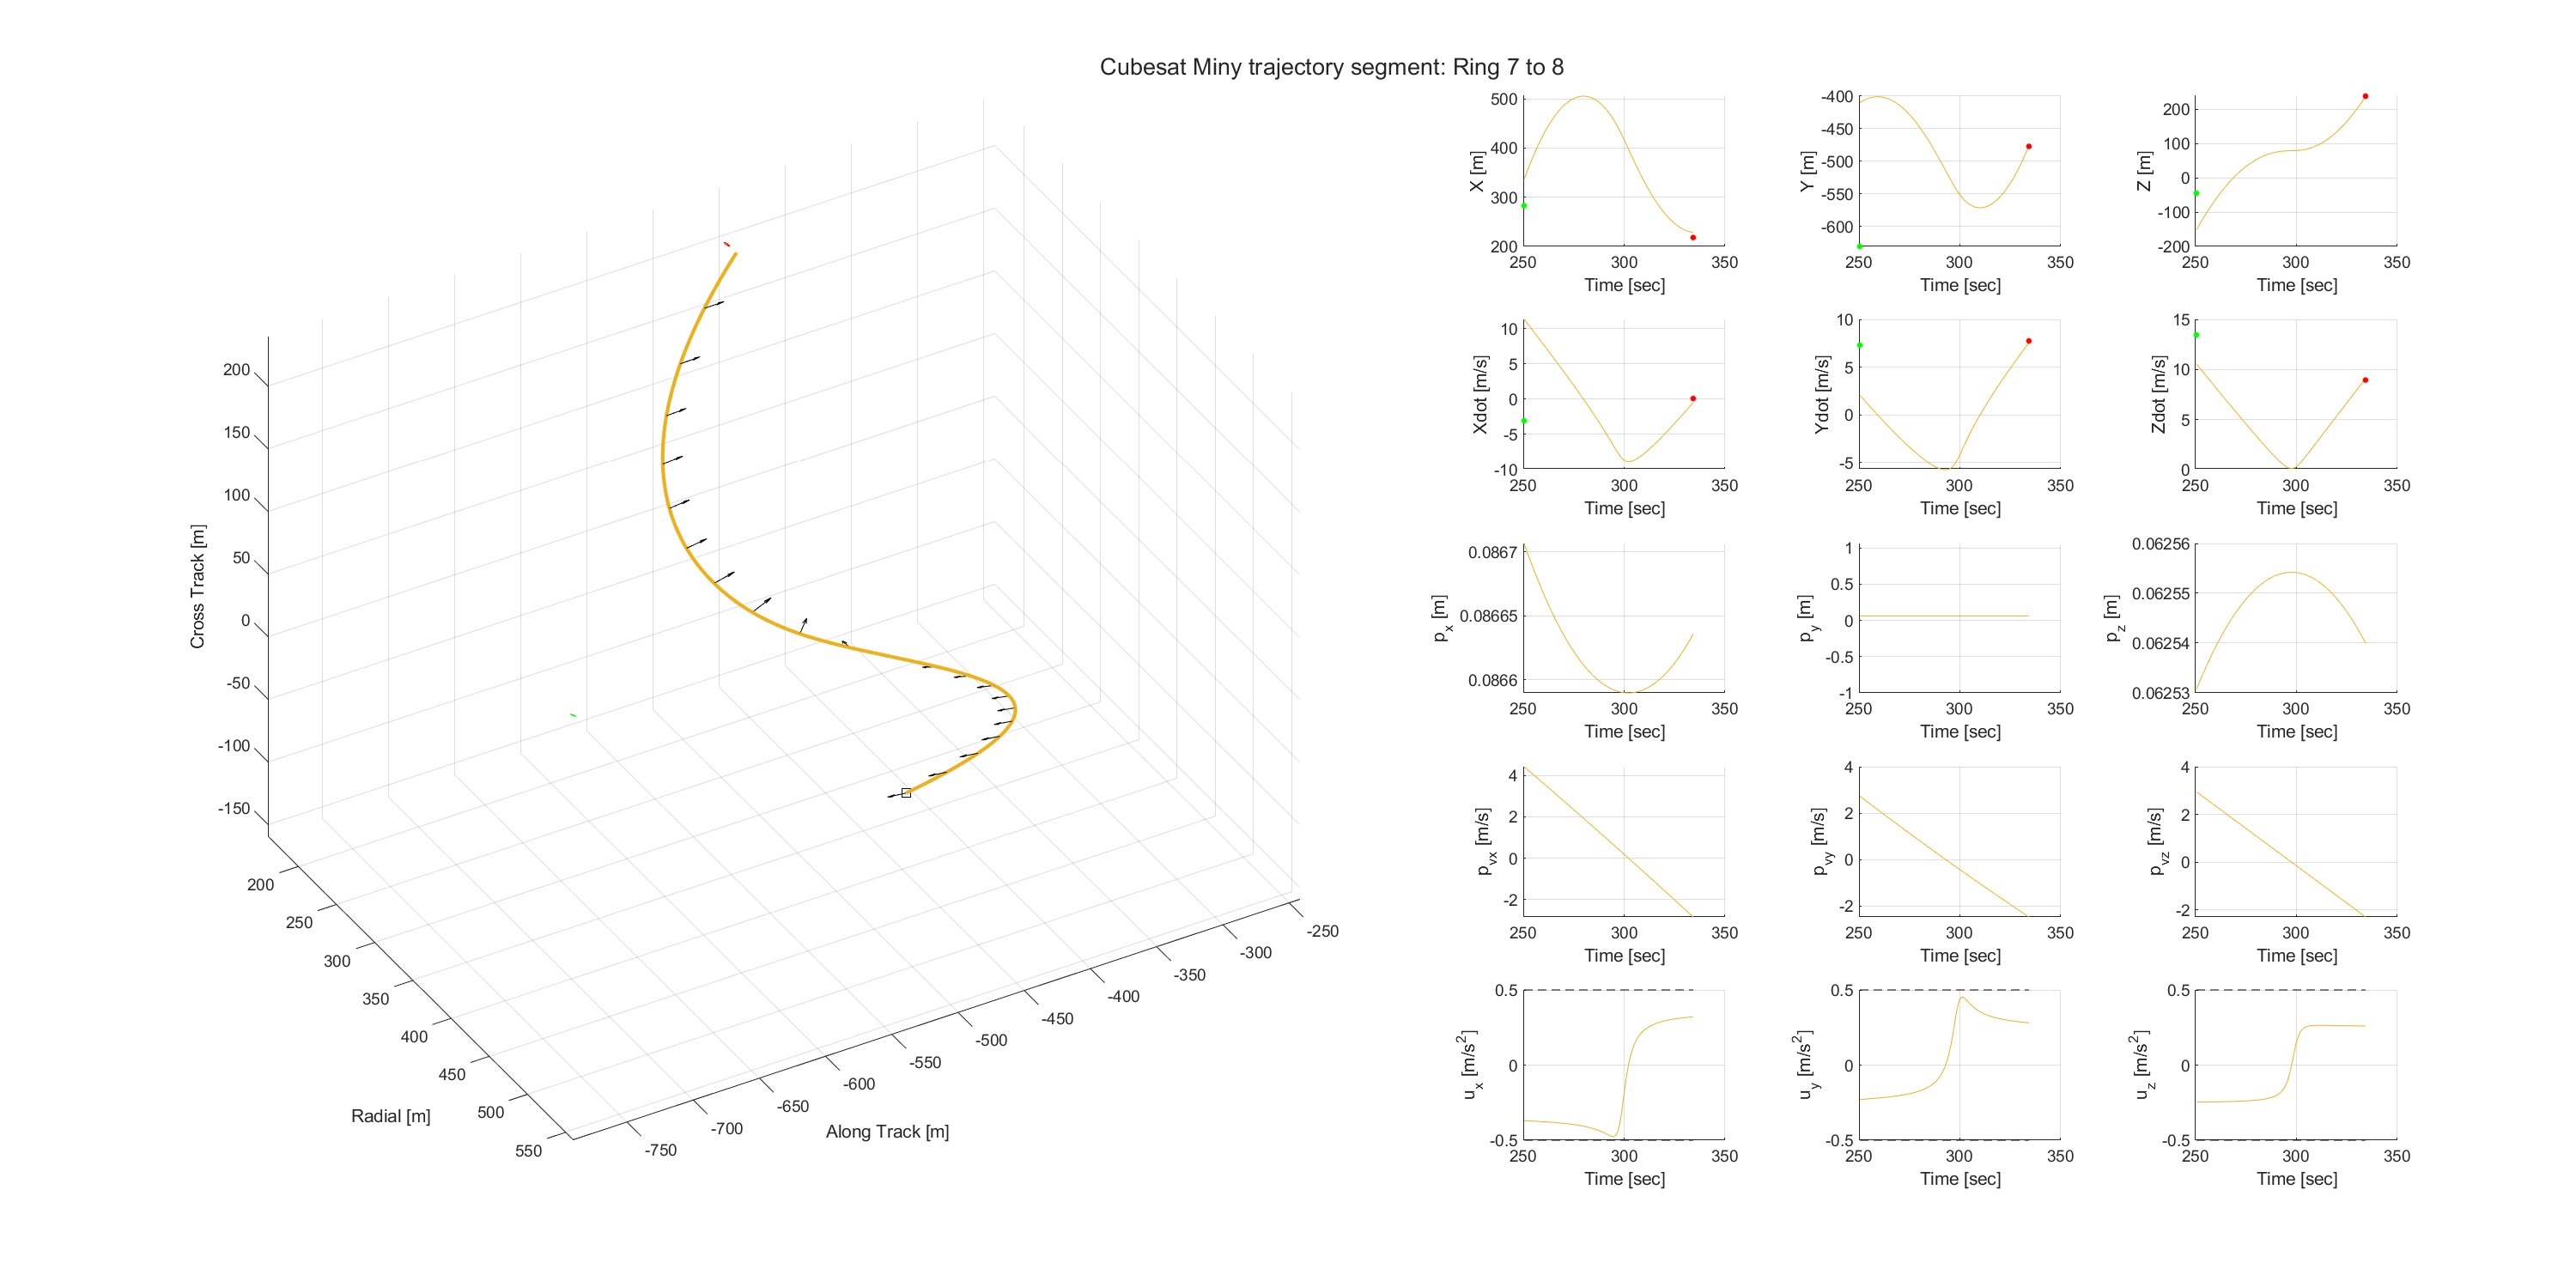 Cubesat Miny trajectory segment: Ring 7 to 8
Cross Track [m]
200
150
100
50
0
-50
-100
-150
Radial [m]
200
250
300
350
400
450
500
550
Along Track [m]
-750
-700
-650
-600
-550
-500
-450
-400
-350
-300
-250
X [m]
500
400
300
200
250 300 350
Time [sec]
Y [m]
-400
-450
-500
-550
-600
250 300 350
Time [sec]
Z [m]
200
100
0
-100
-200
250 300 350
Time [sec]
Xdot [m/s]
10
5
0
-5
-10
250 300 350
Time [sec]
Ydot [m/s]
10
5
0
-5
250 300 350
Time [sec]
Zdot [m/s]
15
10
5
0
250 300 350
Time [sec]
p_x [m]
0.0867
0.08665
0.0866
250 300 350
Time [sec]
p_y [m]
1
0.5
0
-0.5
-1
250 300 350
Time [sec]
p_z [m]
0.06256
0.06255
0.06254
0.06253
250 300 350
Time [sec]
p_vx [m/s]
4
2
0
-2
250 300 350
Time [sec]
p_vy [m/s]
4
2
0
-2
250 300 350
Time [sec]
p_vz [m/s]
4
2
0
-2
250 300 350
Time [sec]
u_x [m/s²]
0.5
0
-0.5
250 300 350
Time [sec]
u_y [m/s²]
0.5
0
-0.5
250 300 350
Time [sec]
u_z [m/s²]
0.5
0
-0.5
250 300 350
Time [sec]